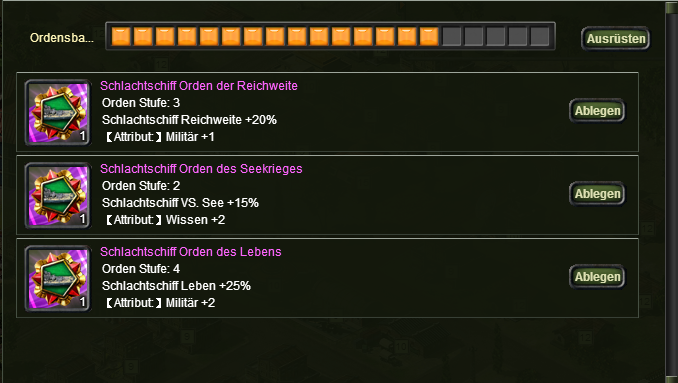 Ordensba...
Ausrüsten
Schlachtschiff Orden der Reichweite
Orden Stufe: 3
Schlachtschiff Reichweite +20%
【Attribut:】Militär +1
1
Ablegen
Schlachtschiff Orden des Seekrieges
Orden Stufe: 2
Schlachtschiff VS. See +15%
【Attribut:】Wissen +2
1
Ablegen
Schlachtschiff Orden des Lebens
Orden Stufe: 4
Schlachtschiff Leben +25%
【Attribut:】Militär +2
1
Ablegen